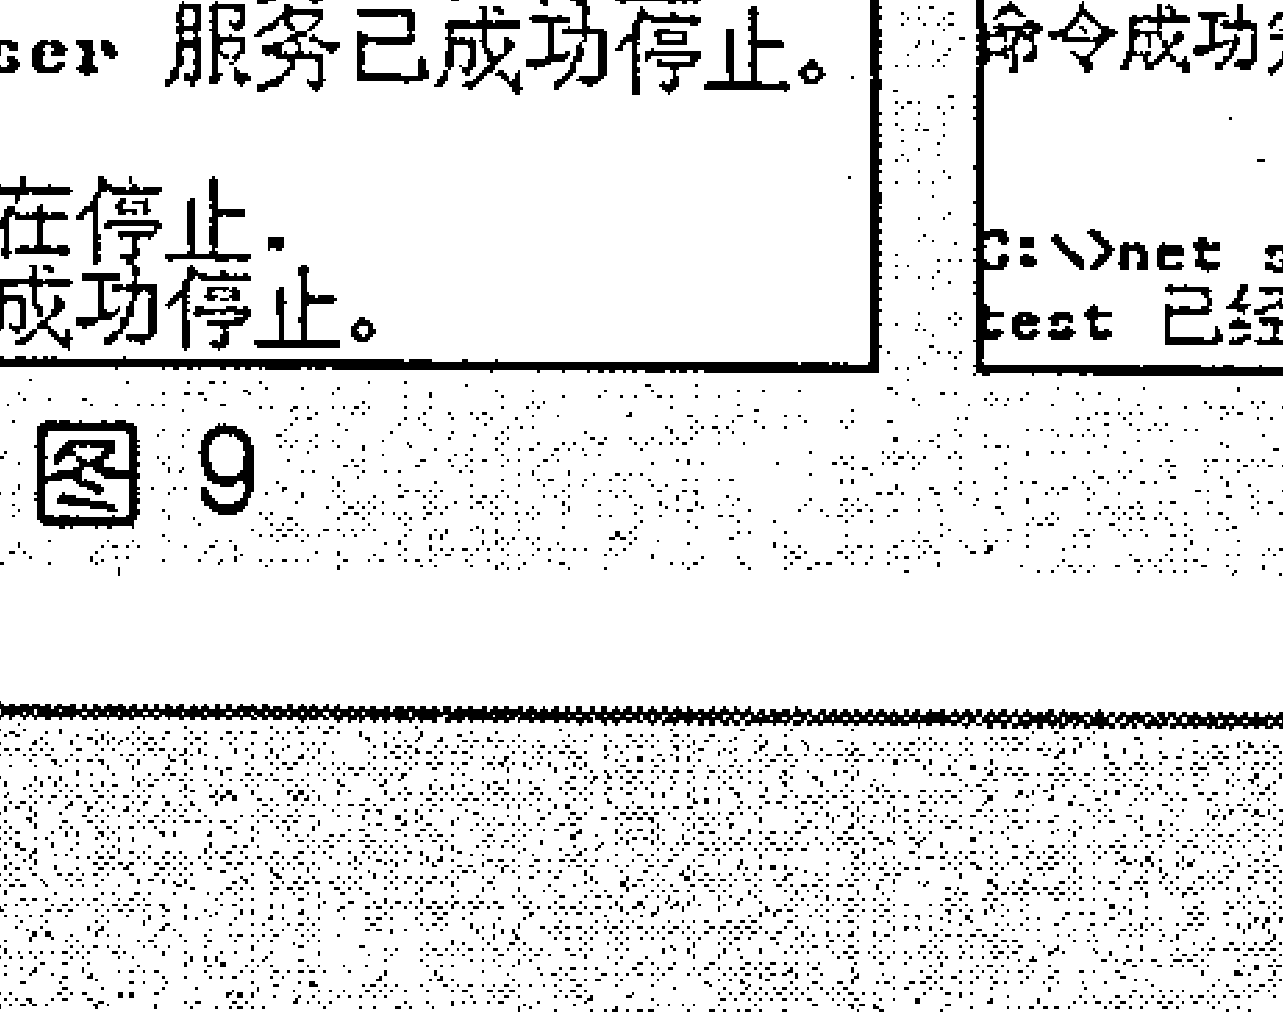 ser 服务已成功停止。
在停止.
成功停止。
图 9
命令成功
C:\>net s
test 已经